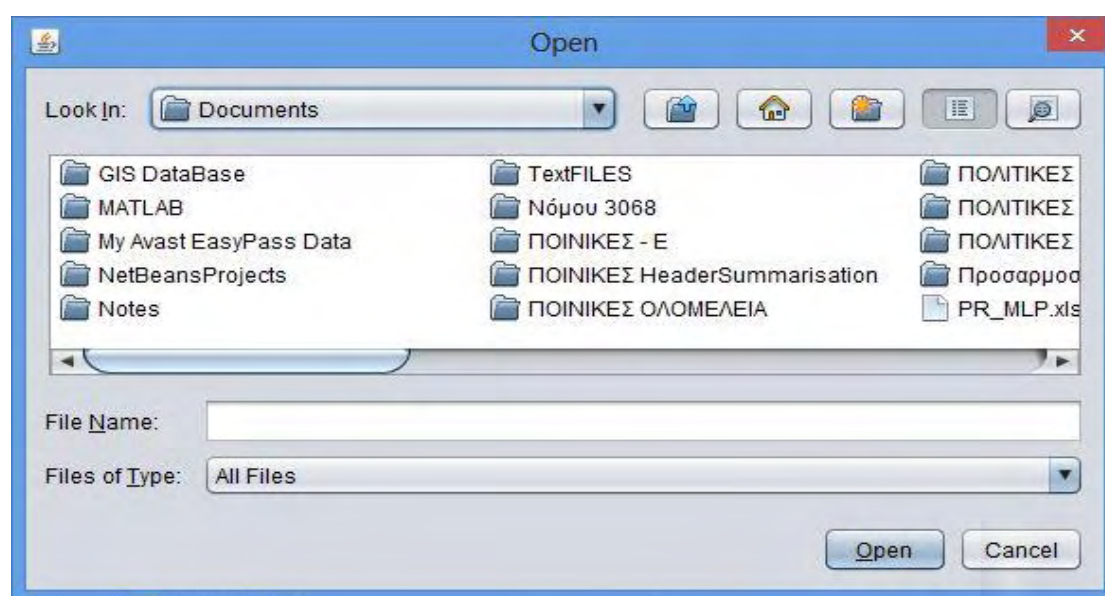 Open
Look In: Documents
GIS DataBase
MATLAB
My Avast EasyPass Data
NetBeansProjects
Notes
TextFILES
Νόμου 3068
ΠΟΙΝΙΚΕΣ - Ε
ΠΟΙΝΙΚΕΣ HeaderSummarisation
ΠΟΙΝΙΚΕΣ ΟΛΟΜΕΛΕΙΑ
ΠΟΛΙΤΙΚΕΣ
ΠΟΛΙΤΙΚΕΣ
ΠΟΛΙΤΙΚΕΣ
Προσαρμοσ
PR_MLP.xls
File Name:
Files of Type: All Files
Open Cancel